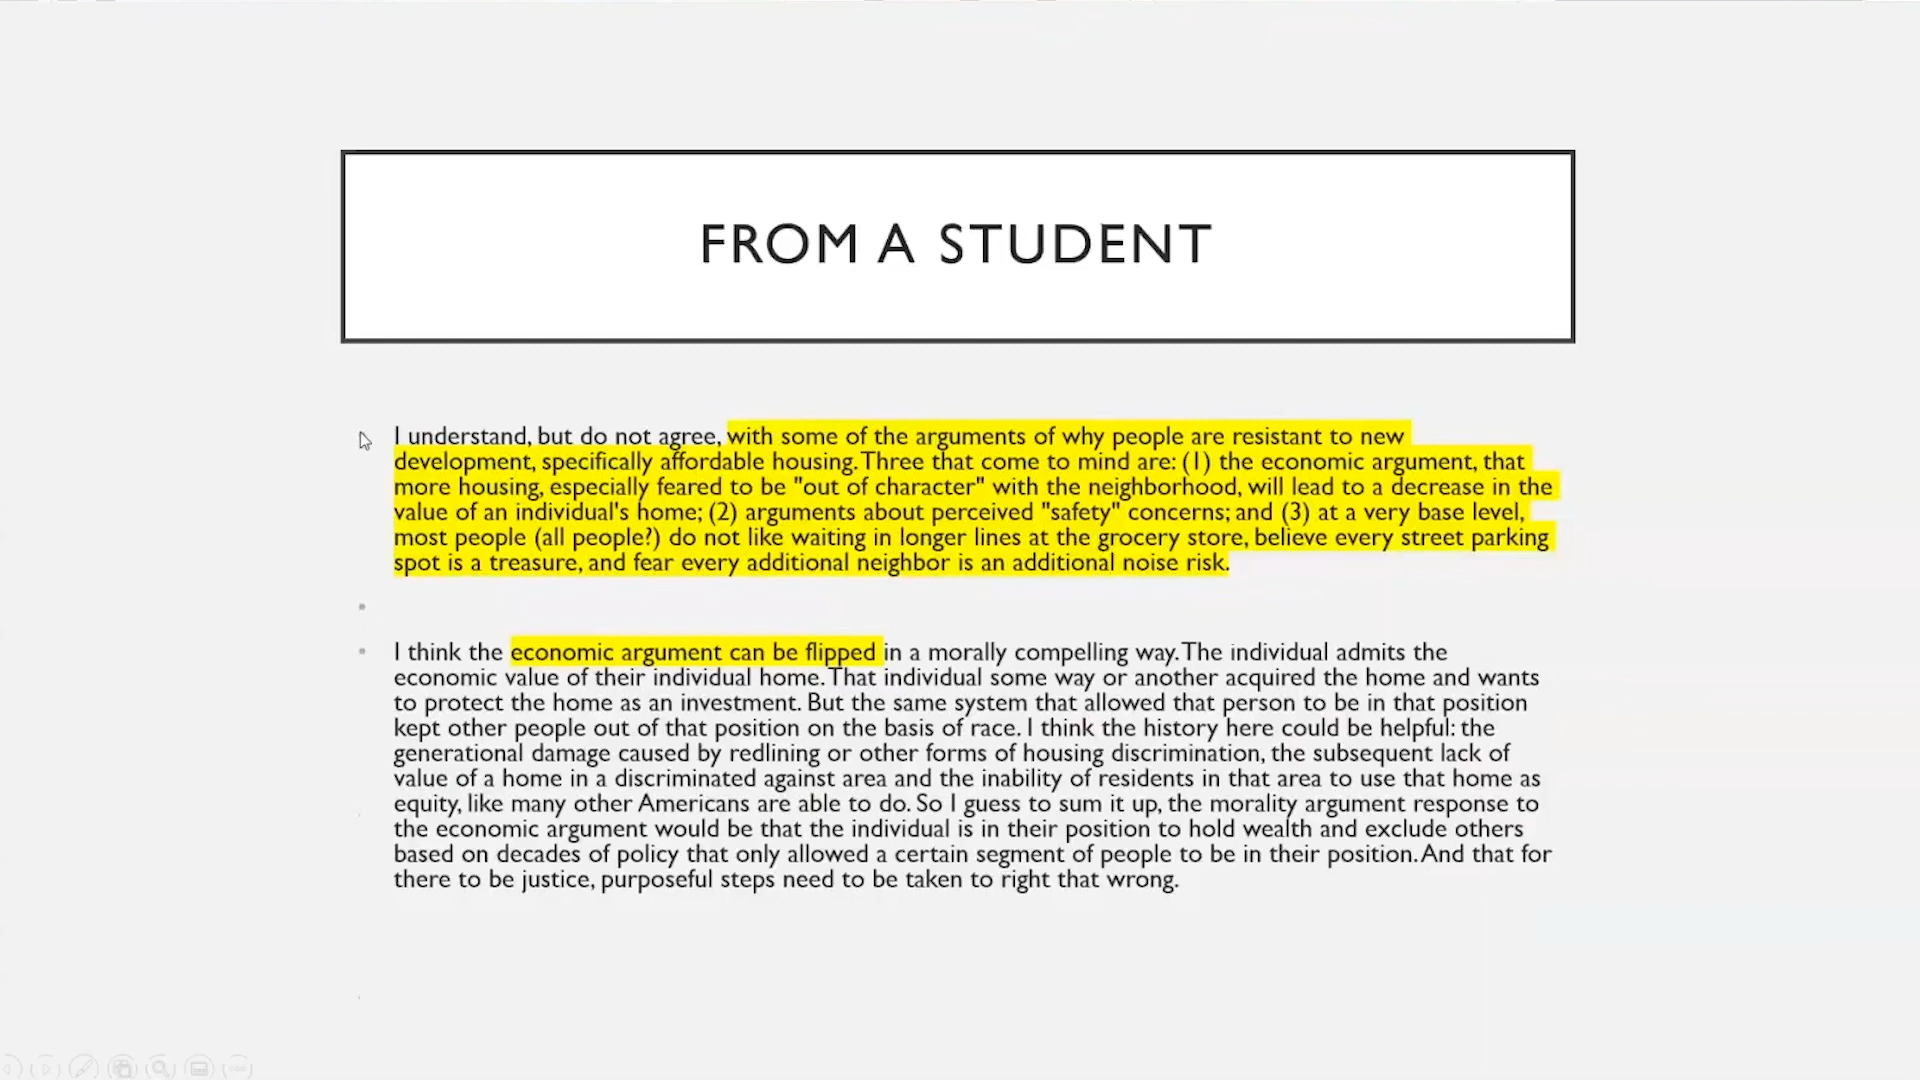 FROM A STUDENT
I understand, but do not agree, with some of the arguments of why people are resistant to new
development, specifically affordable housing. Three that come to mind are: (1) the economic argument, that
more housing, especially feared to be "out of character" with the neighborhood, will lead to a decrease in the
value of an individual's home; (2) arguments about perceived "safety" concerns; and (3) at a very base level,
most people (all people?) do not like waiting in longer lines at the grocery store, believe every street parking
spot is a treasure, and fear every additional neighbor is an additional noise risk.
I think the economic argument can be flipped in a morally compelling way. The individual admits the
economic value of their individual home. That individual some way or another acquired the home and wants
to protect the home as an investment. But the same system that allowed that person to be in that position
kept other people out of that position on the basis of race. I think the history here could be helpful: the
generational damage caused by redlining or other forms of housing discrimination, the subsequent lack of
value of a home in a discriminated against area and the inability of residents in that area to use that home as
equity, like many other Americans are able to do. So I guess to sum it up, the morality argument response to
the economic argument would be that the individual is in their position to hold wealth and exclude others
based on decades of policy that only allowed a certain segment of people to be in their position. And that for
there to be justice, purposeful steps need to be taken to right that wrong.